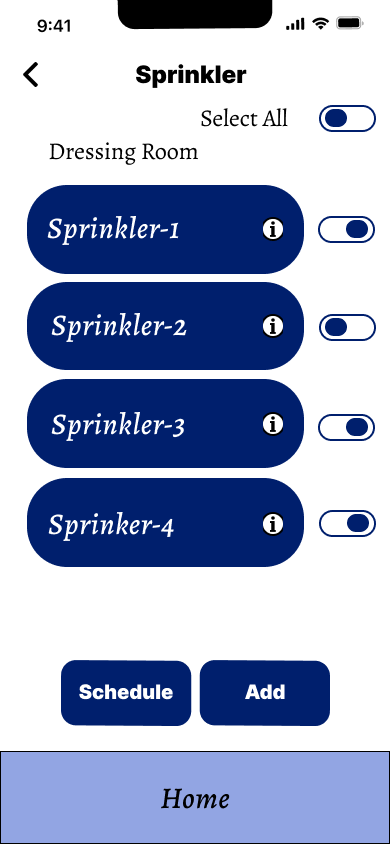 9:41
Sprinkler
Select All
Dressing Room
Sprinkler-1
Sprinkler-2
Sprinkler-3
Sprinker-4
Schedule Add
Home